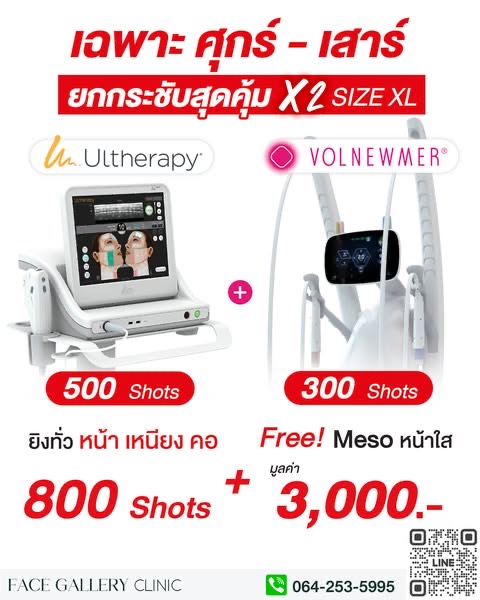 เฉพาะ ศุกร์ - เสาร์
ยกกระชับสุดคุ้ม X2 SIZE XL
Ultherapy®
VOLNEWMER®
+
500 Shots
300 Shots
ยิงทั่ว หน้า เหนียง คอ
800 Shots
+
Free! Meso หน้าใส
มูลค่า
3,000.-
LINE
FACE GALLERY CLINIC
064-253-5995